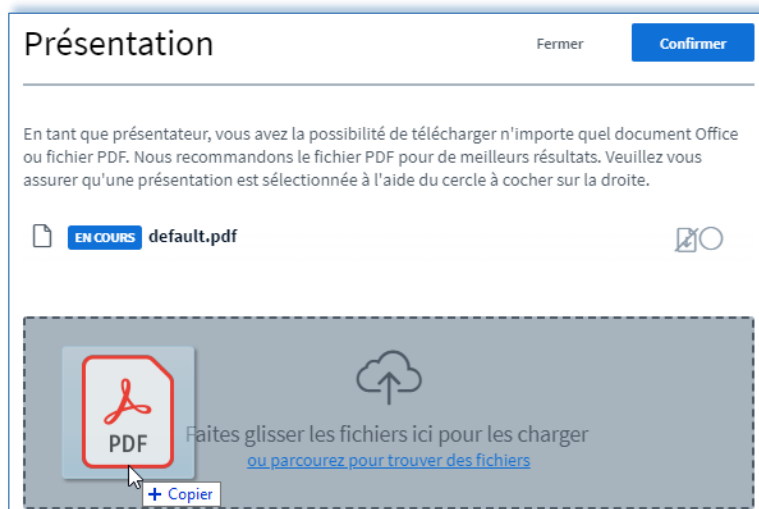 Présentation
Fermer
Confirmer
En tant que présentateur, vous avez la possibilité de télécharger n'importe quel document Office
ou fichier PDF. Nous recommandons le fichier PDF pour de meilleurs résultats. Veuillez vous
assurer qu'une présentation est sélectionnée à l'aide du cercle à cocher sur la droite.
EN COURS default.pdf
PDF
Faites glisser les fichiers ici pour les charger
ou parcourez pour trouver des fichiers
+ Copier